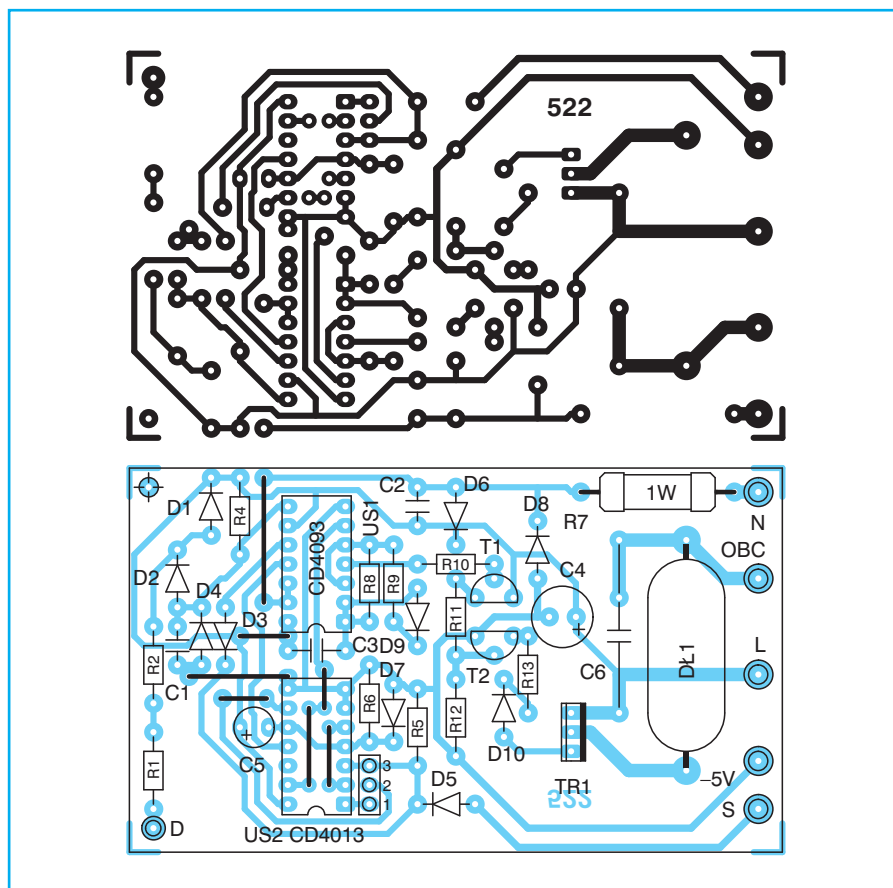 522
D1
R4
CD4093
US1
C2
D6
D8
R7
1W
N
OBC
D2
D4
D3
R8
R9
R10
T1
C4
+
R2
C1
C3
D9
R11
T2
R13
C6
DŁ1
L
D7
R6
R5
R12
+
C5
D10
TR1
–5V
R1
3
2
1
D5
522
S
D
US2 CD4013